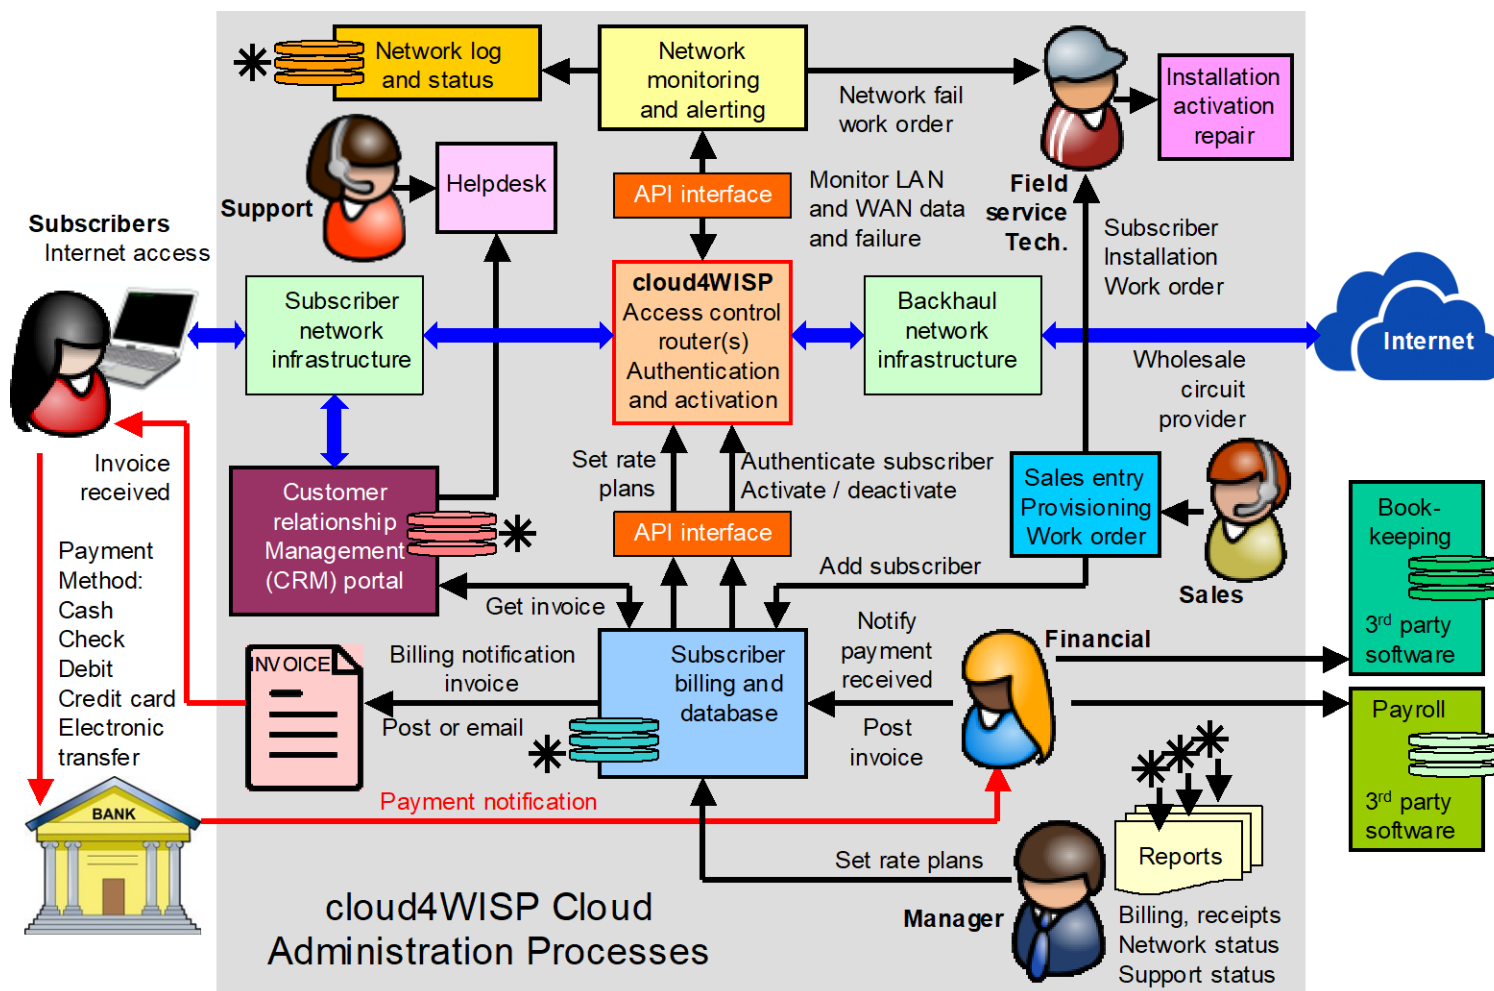 Network log
and status
Network
monitoring
and alerting
Network fail
work order
Installation
activation
repair
Support
Helpdesk
API interface
Monitor LAN
and WAN data
and failure
Field
service
Tech.
Subscriber
Installation
Work order
Subscribers
Internet access
Subscriber
network
infrastructure
cloud4WISP
Access control
router(s)
Authentication
and activation
Backhaul
network
infrastructure
Internet
Wholesale
circuit
provider
Invoice
received
Customer
relationship
Management
(CRM) portal
Set rate
plans
Authenticate subscriber
Activate / deactivate
API interface
Sales entry
Provisioning
Work order
Sales
Book-
keeping
3rd party
software
Payment
Method:
Cash
Check
Debit
Credit card
Electronic
transfer
Get invoice
Add subscriber
INVOICE
Billing notification
invoice
Post or email
Subscriber
billing and
database
Notify
payment
received
Post
invoice
Financial
Payroll
3rd party
software
BANK
Payment notification
Set rate plans
Manager
Reports
Billing, receipts
Network status
Support status
cloud4WISP Cloud
Administration Processes